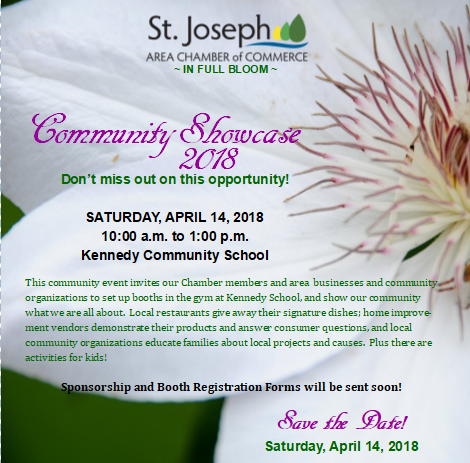 St. Joseph
AREA CHAMBER of COMMERCE
~ IN FULL BLOOM ~
Community Showcase
2018
Don't miss out on this opportunity!
SATURDAY, APRIL 14, 2018
10:00 a.m. to 1:00 p.m.
Kennedy Community School
This community event invites our Chamber members and area businesses and community
organizations to set up booths in the gym at Kennedy School, and show our community
what we are all about. Local restaurants give away their signature dishes; home improve-
ment vendors demonstrate their products and answer consumer questions, and local
community organizations educate families about local projects and causes. Plus there are
activities for kids!
Sponsorship and Booth Registration Forms will be sent soon!
Save the Date!
Saturday, April 14, 2018